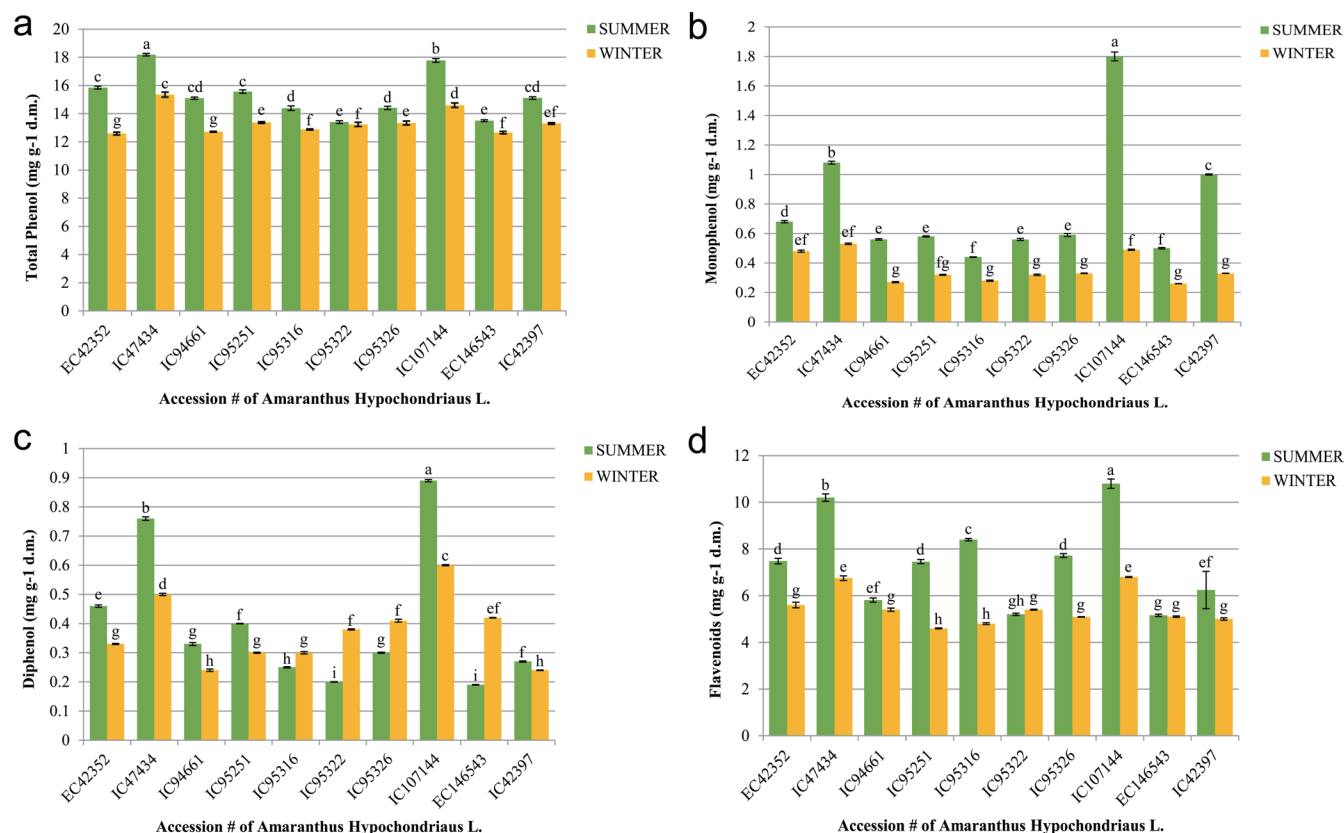 a
SUMMER
WINTER
Total Phenol (mg g-1 d.m.)
20
18
16
14
12
10
8
6
4
2
0
c g a c cd g c e d f e f d e b d e f cd ef
EC42352 IC47434 IC94661 IC95251 IC95316 IC95322 IC95326 IC107144 EC146543 IC42397
Accession # of Amaranthus Hypochondriaus L.
b
SUMMER
WINTER
Monophenol (mg g-1 d.m.)
2
1.8
1.6
1.4
1.2
1
0.8
0.6
0.4
0.2
0
d ef b ef e g e fg f g e g e g a f f g c g
EC42352 IC47434 IC94661 IC95251 IC95316 IC95322 IC95326 IC107144 EC146543 IC42397
Accession # of Amaranthus Hypochondriaus L.
c
SUMMER
WINTER
Diphenol (mg g-1 d.m.)
1
0.9
0.8
0.7
0.6
0.5
0.4
0.3
0.2
0.1
0
e g b d g h f g h h i f g f a c i ef f h
EC42352 IC47434 IC94661 IC95251 IC95316 IC95322 IC95326 IC107144 EC146543 IC42397
Accession # of Amaranthus Hypochondriaus L.
d
SUMMER
WINTER
Flavenoids (mg g-1 d.m.)
12
10
8
6
4
2
0
d g b e ef g d h c h gh g d g a e g g ef g
EC42352 IC47434 IC94661 IC95251 IC95316 IC95322 IC95326 IC107144 EC146543 IC42397
Accession # of Amaranthus Hypochondriaus L.